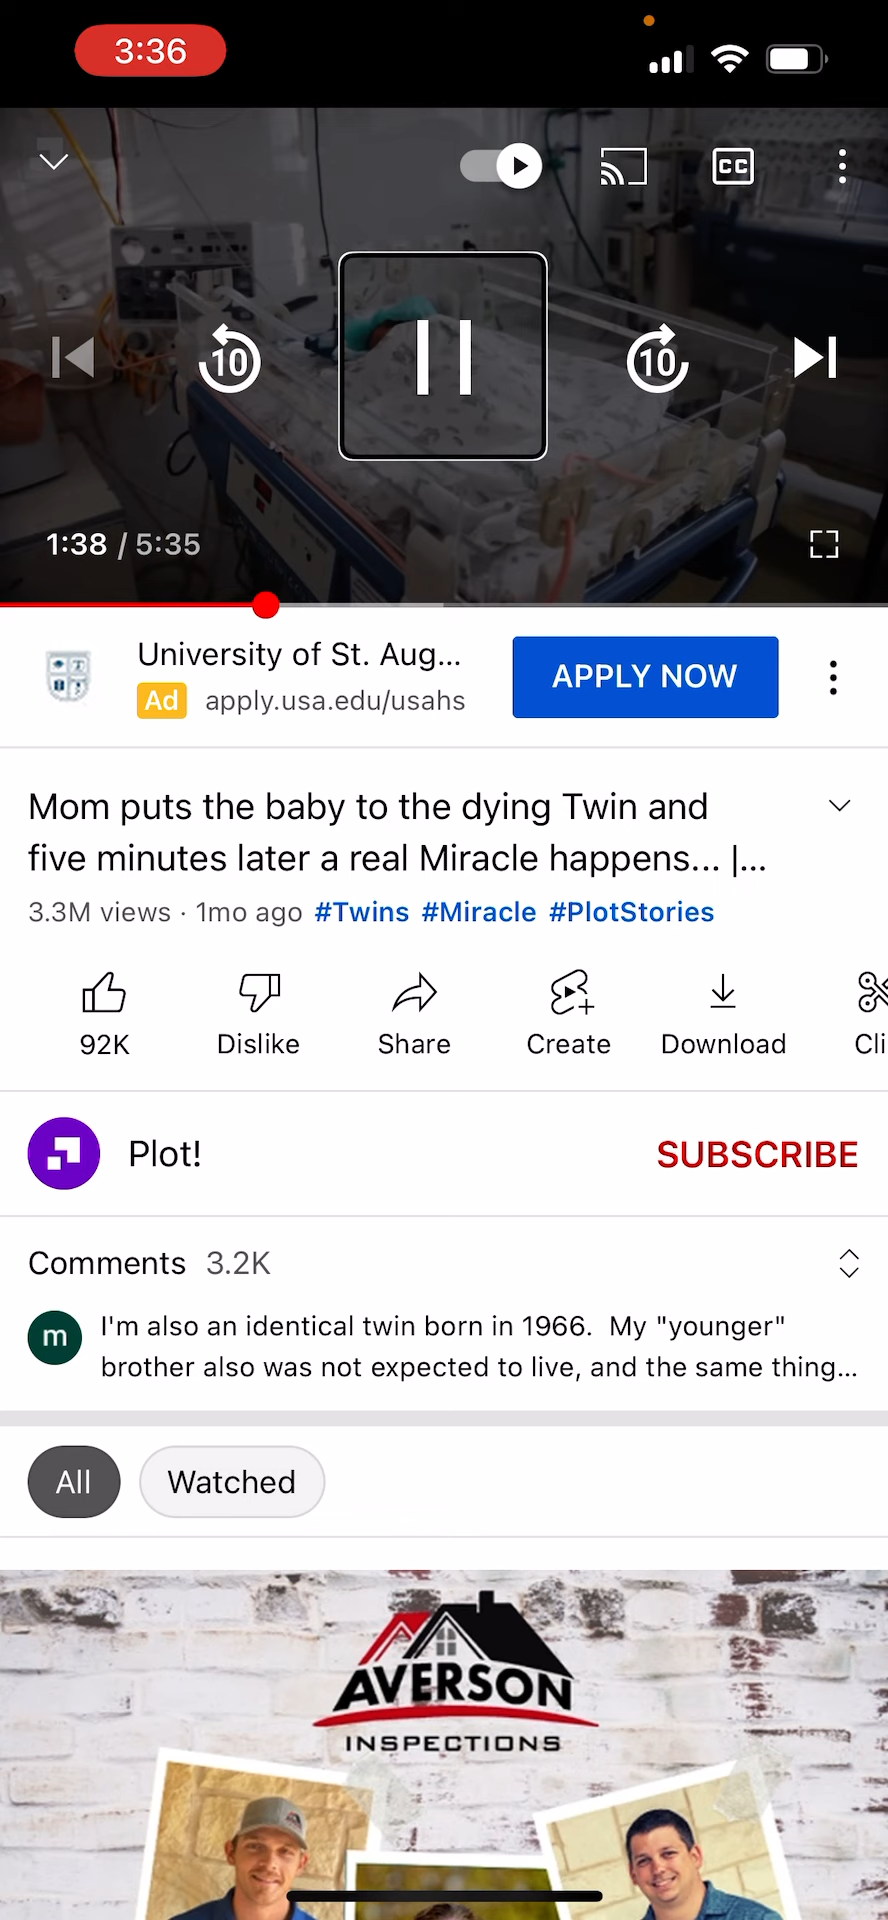 3:36
CC
10
10
1:38 / 5:35
University of St. Aug...
Ad apply.usa.edu/usahs
APPLY NOW
Mom puts the baby to the dying Twin and
five minutes later a real Miracle happens... |...
3.3M views · 1mo ago #Twins #Miracle #PlotStories
92K
Dislike
Share
Create
Download
Cli
Plot!
SUBSCRIBE
Comments 3.2K
m
I'm also an identical twin born in 1966.  My "younger"
brother also was not expected to live, and the same thing...
All
Watched
AVERSON
INSPECTIONS